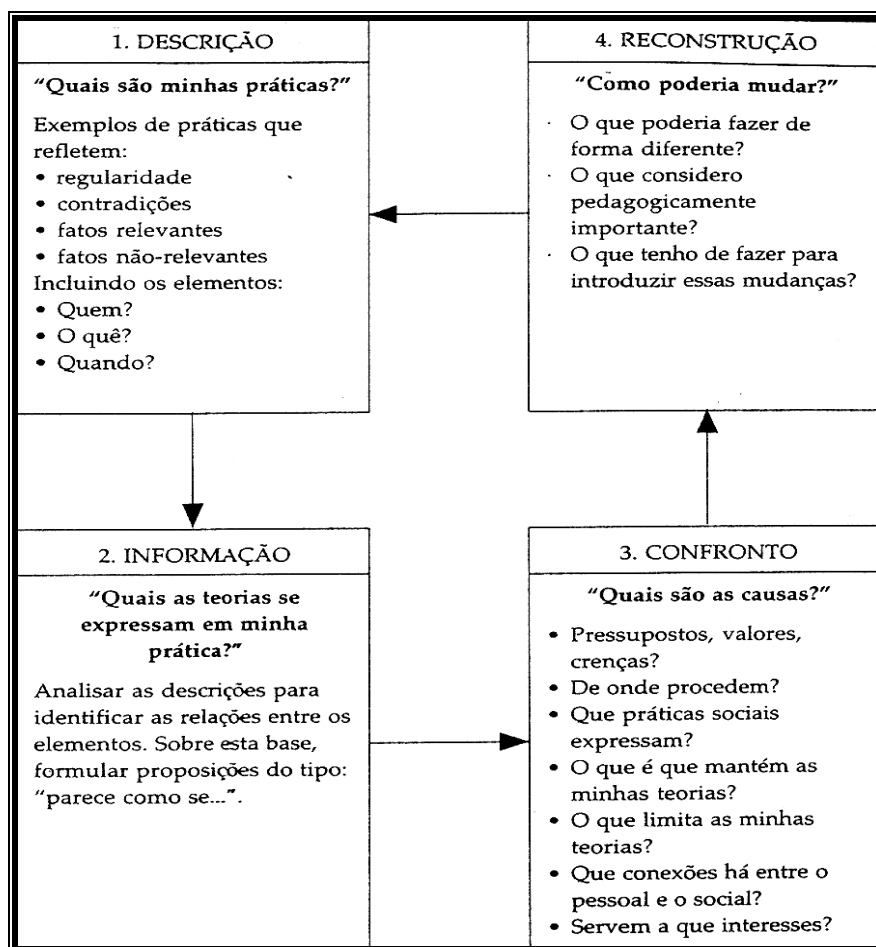 1. DESCRIÇÃO
“Quais são minhas práticas?”
Exemplos de práticas que
refletem:
• regularidade
• contradições
• fatos relevantes
• fatos não-relevantes
Incluindo os elementos:
• Quem?
• O quê?
• Quando?
2. INFORMAÇÃO
“Quais as teorias se
expressam em minha
prática?”
Analisar as descrições para
identificar as relações entre os
elementos. Sobre esta base,
formular proposições do tipo:
“parece como se...”.
3. CONFRONTO
“Quais são as causas?”
• Pressupostos, valores,
crenças?
• De onde procedem?
• Que práticas sociais
expressam?
• O que é que mantém as
minhas teorias?
• O que limita as minhas
teorias?
• Que conexões há entre o
pessoal e o social?
• Servem a que interesses?
4. RECONSTRUÇÃO
“Como poderia mudar?”
· O que poderia fazer de
forma diferente?
· O que considero
pedagogicamente
importante?
· O que tenho de fazer para
introduzir essas mudanças?